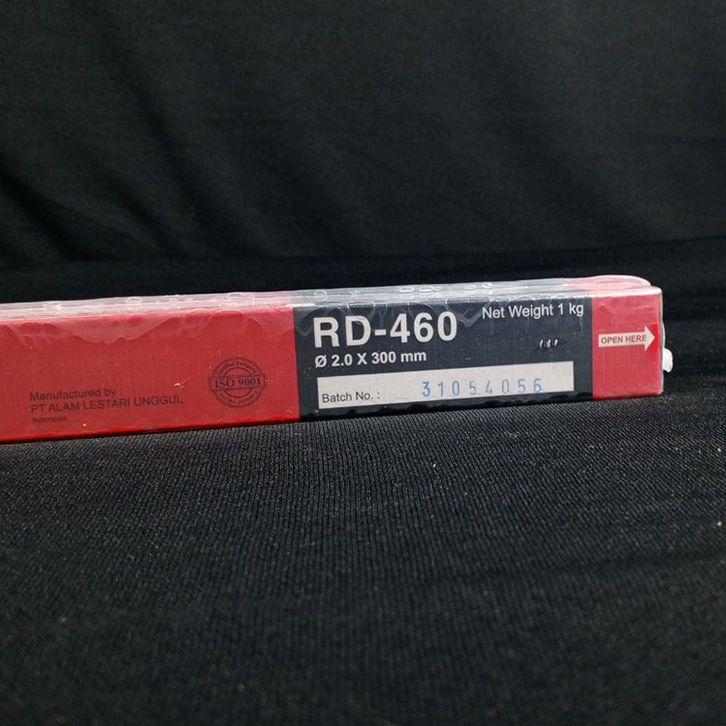 RD-460
Net Weight 1 kg
Ø 2.0 X 300 mm
OPEN HERE
Batch No. : 31054056
ISO 9001
Manufactured by :
PT ALAM LESTARI UNGGUL
Indonesia